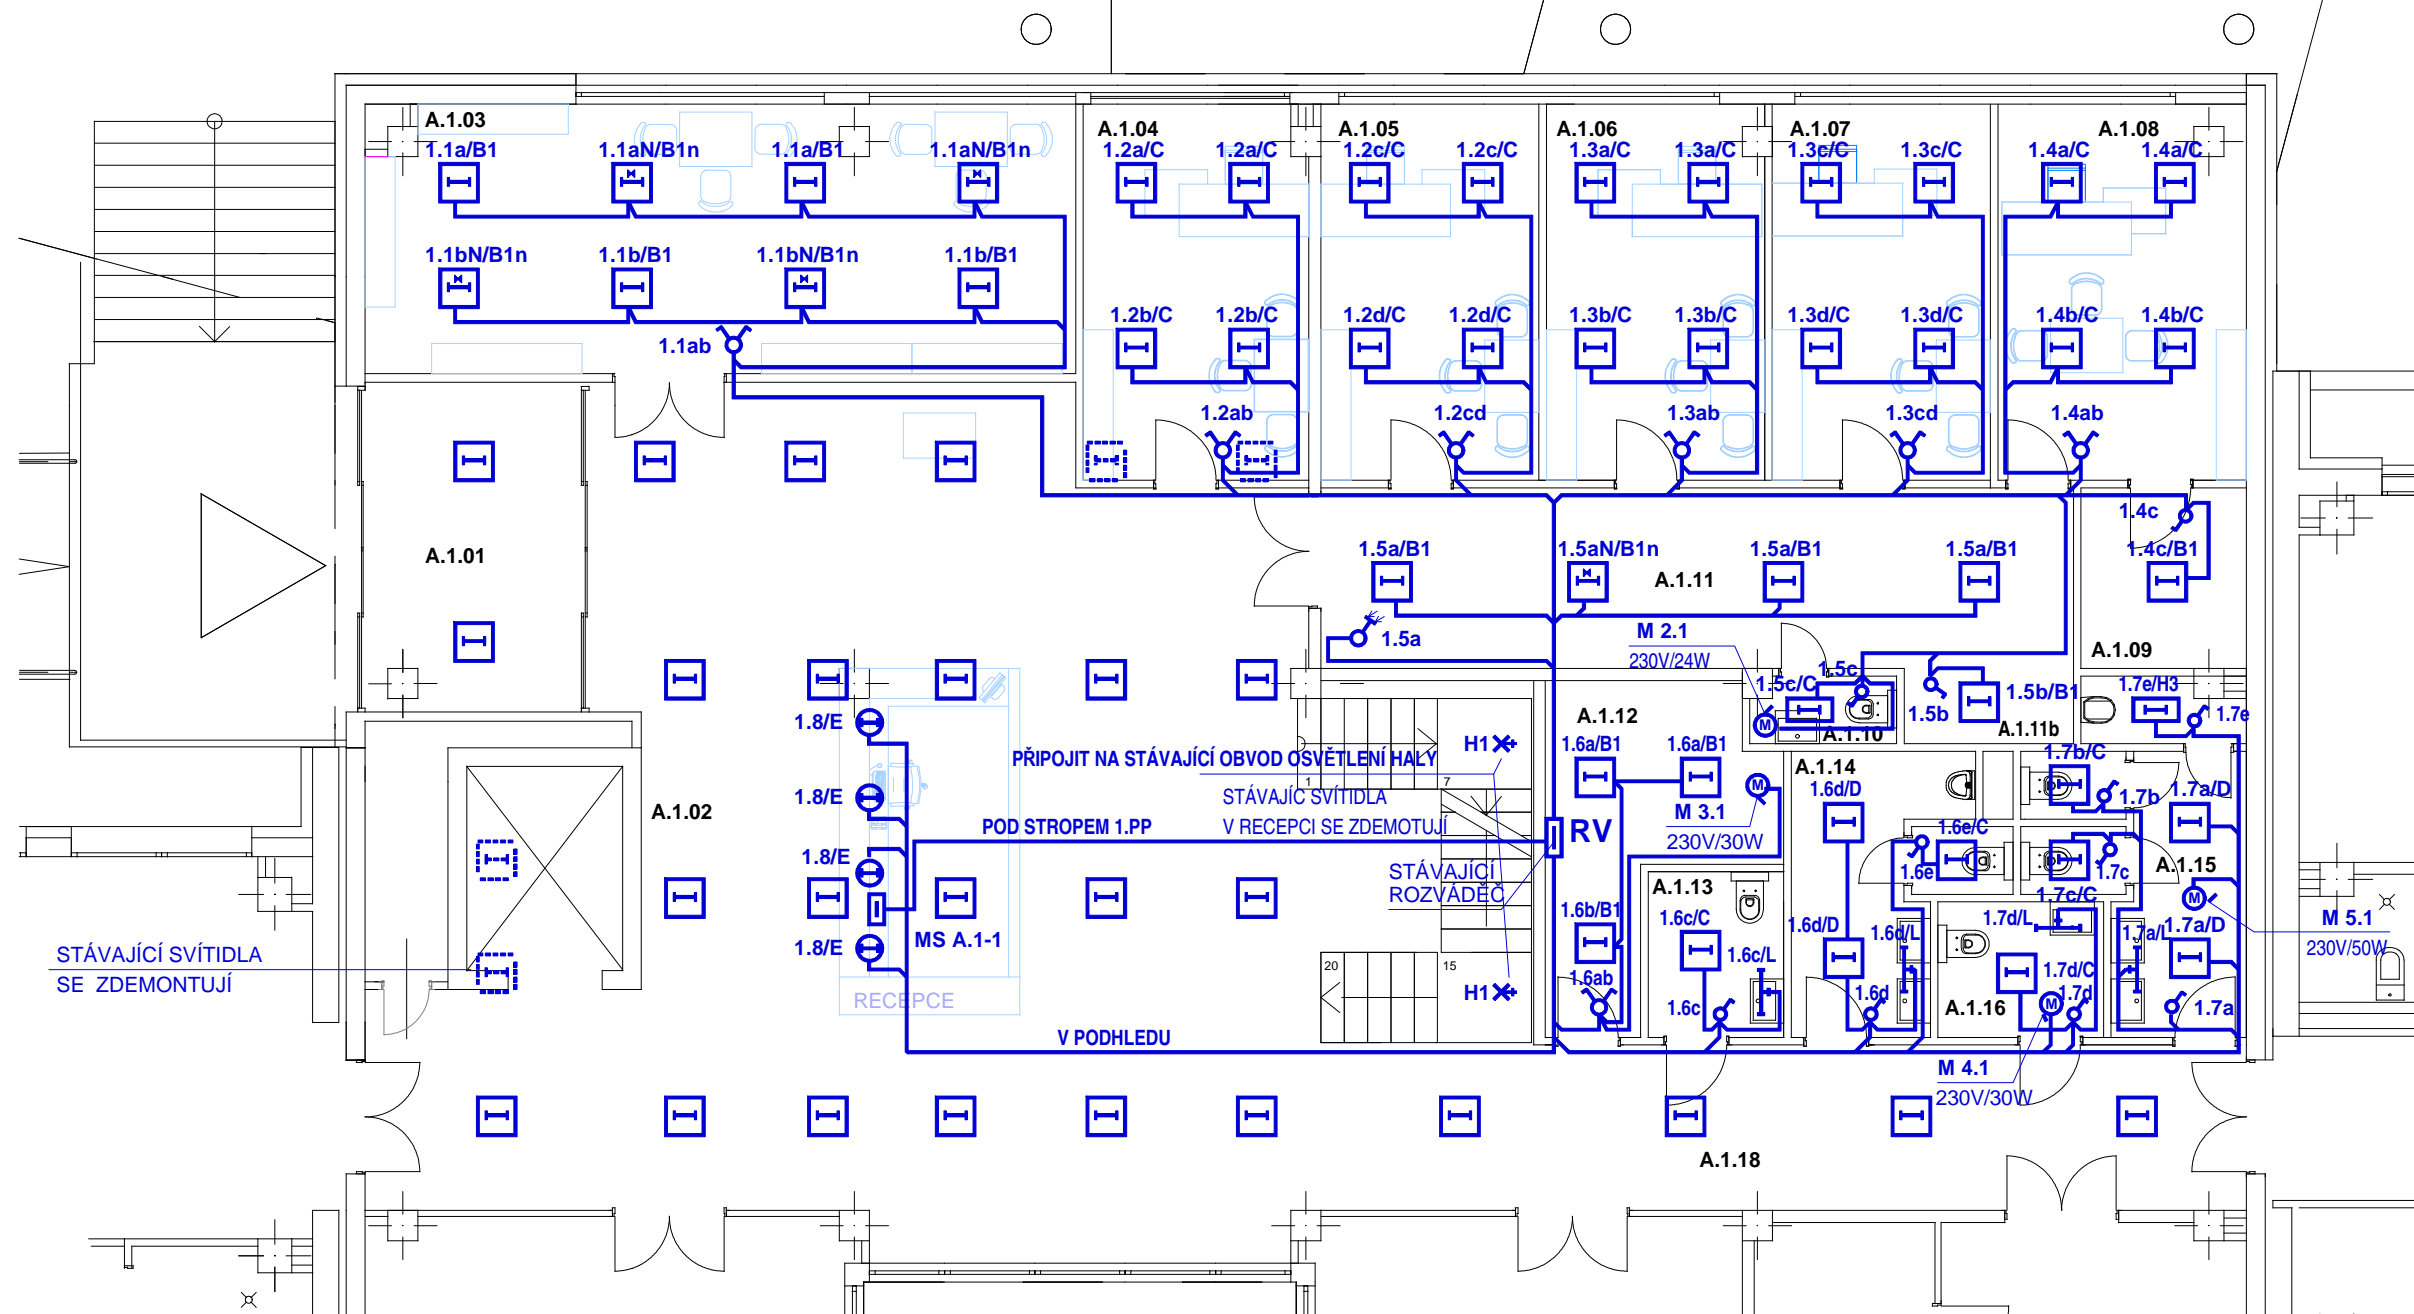 A.1.03
A.1.04
A.1.05
A.1.06
A.1.07
A.1.08
1.1a/B1
1.1aN/B1n
1.1a/B1
1.1aN/B1n
1.2a/C
1.2a/C
1.2c/C
1.2c/C
1.3a/C
1.3a/C
1.3c/C
1.3c/C
1.4a/C
1.4a/C
1.1bN/B1n
1.1b/B1
1.1bN/B1n
1.1b/B1
1.2b/C
1.2b/C
1.2d/C
1.2d/C
1.3b/C
1.3b/C
1.3d/C
1.3d/C
1.4b/C
1.4b/C
1.1ab
1.2ab
1.2cd
1.3ab
1.3cd
1.4ab
1.4c
A.1.01
1.5a/B1
1.5aN/B1n
1.5a/B1
1.5a/B1
1.4c/B1
A.1.11
1.5a
M 2.1
230V/24W
A.1.09
1.5c
1.5c/C
1.5b/B1
1.5b
1.7e/H3
1.7e
1.8/E
A.1.12
A.1.10
A.1.11b
H1
1.6a/B1
1.6a/B1
PŘIPOJIT NA STÁVAJÍCÍ OBVOD OSVĚTLENÍ HALY
1
7
A.1.14
1.7b/C
1.8/E
STÁVAJÍC SVÍTIDLA
V RECEPCI SE ZDEMOTUJÍ
1.6d/D
1.7b
1.7a/D
A.1.02
POD STROPEM 1.PP
RV
M 3.1
230V/30W
1.6e/C
1.8/E
STÁVAJÍCÍ
ROZVÁDĚČ
1.6e
1.7c
A.1.15
A.1.13
1.7c/C
1.6b/B1
1.6c/C
1.6d/D
1.6d/L
1.7d/L
1.7a/L
1.7a/D
M 5.1
230V/50W
1.8/E
MS A.1-1
STÁVAJÍCÍ SVÍTIDLA
SE ZDEMONTUJÍ
20
15
1.6c/L
1.7d/C
H1
1.6ab
1.6c
1.6d
A.1.16
M
1.7d
1.7a
RECEPCE
V PODHLEDU
M 4.1
230V/30W
A.1.18
M
M
M